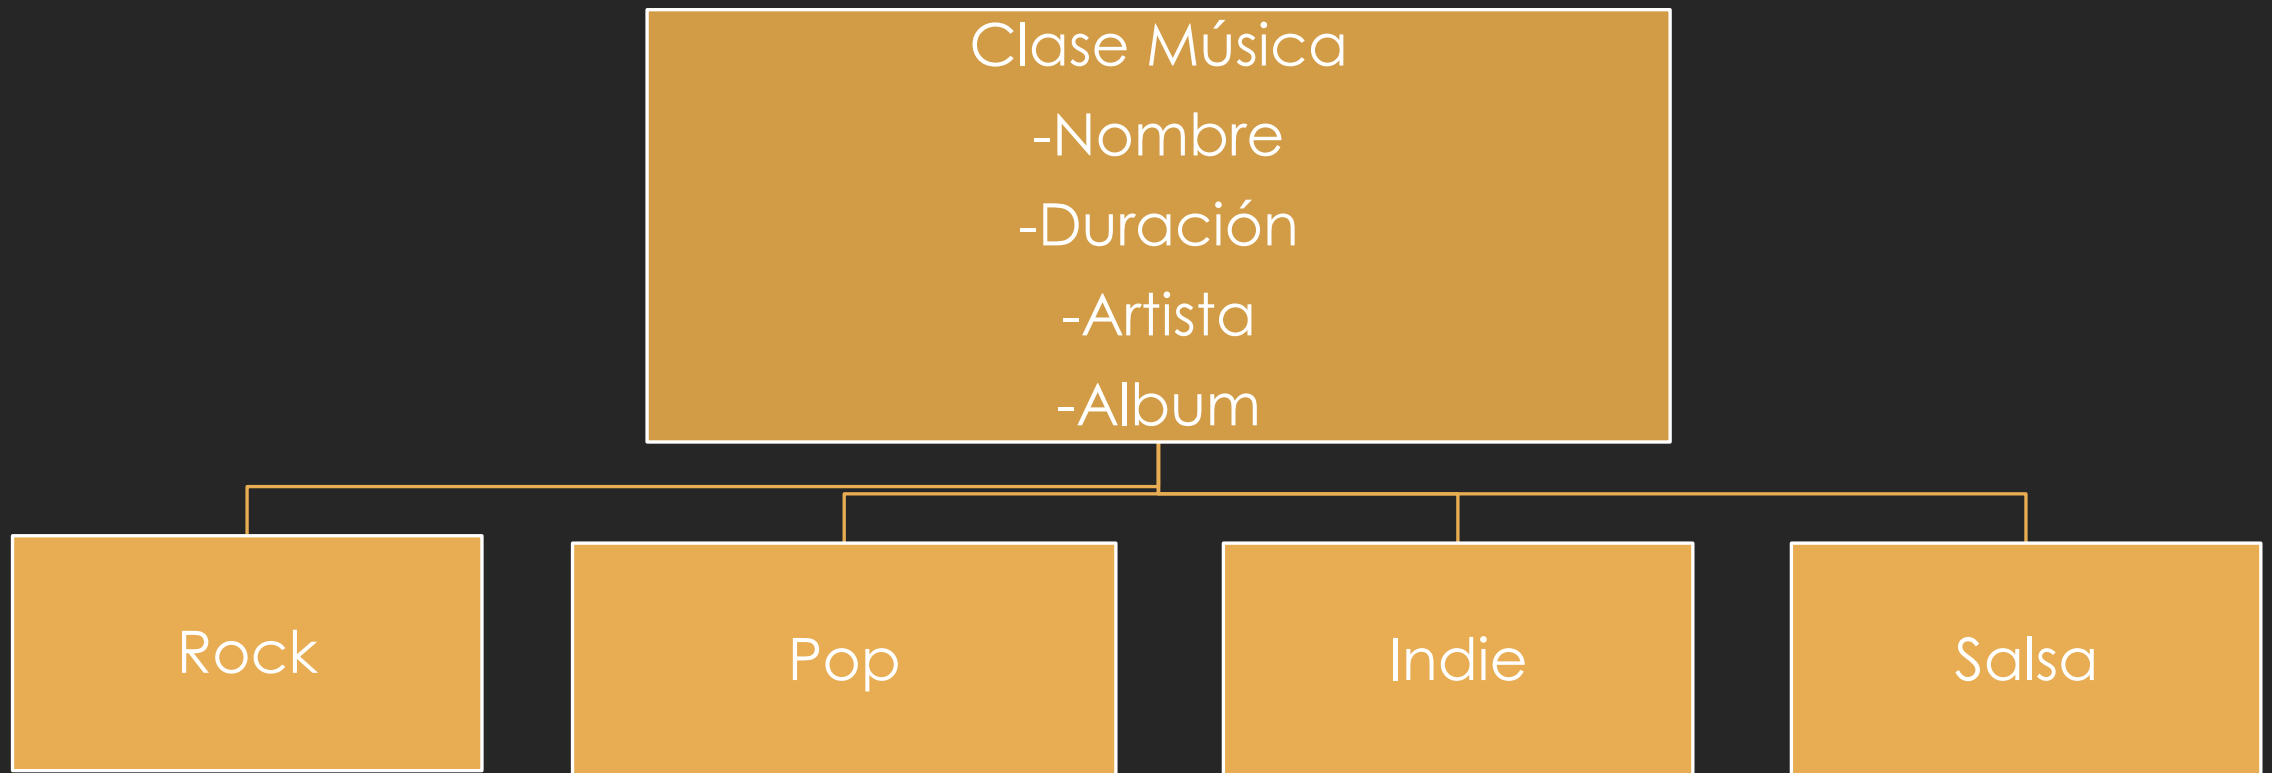 Clase Música
-Nombre
-Duración
-Artista
-Album
Rock
Pop
Indie
Salsa